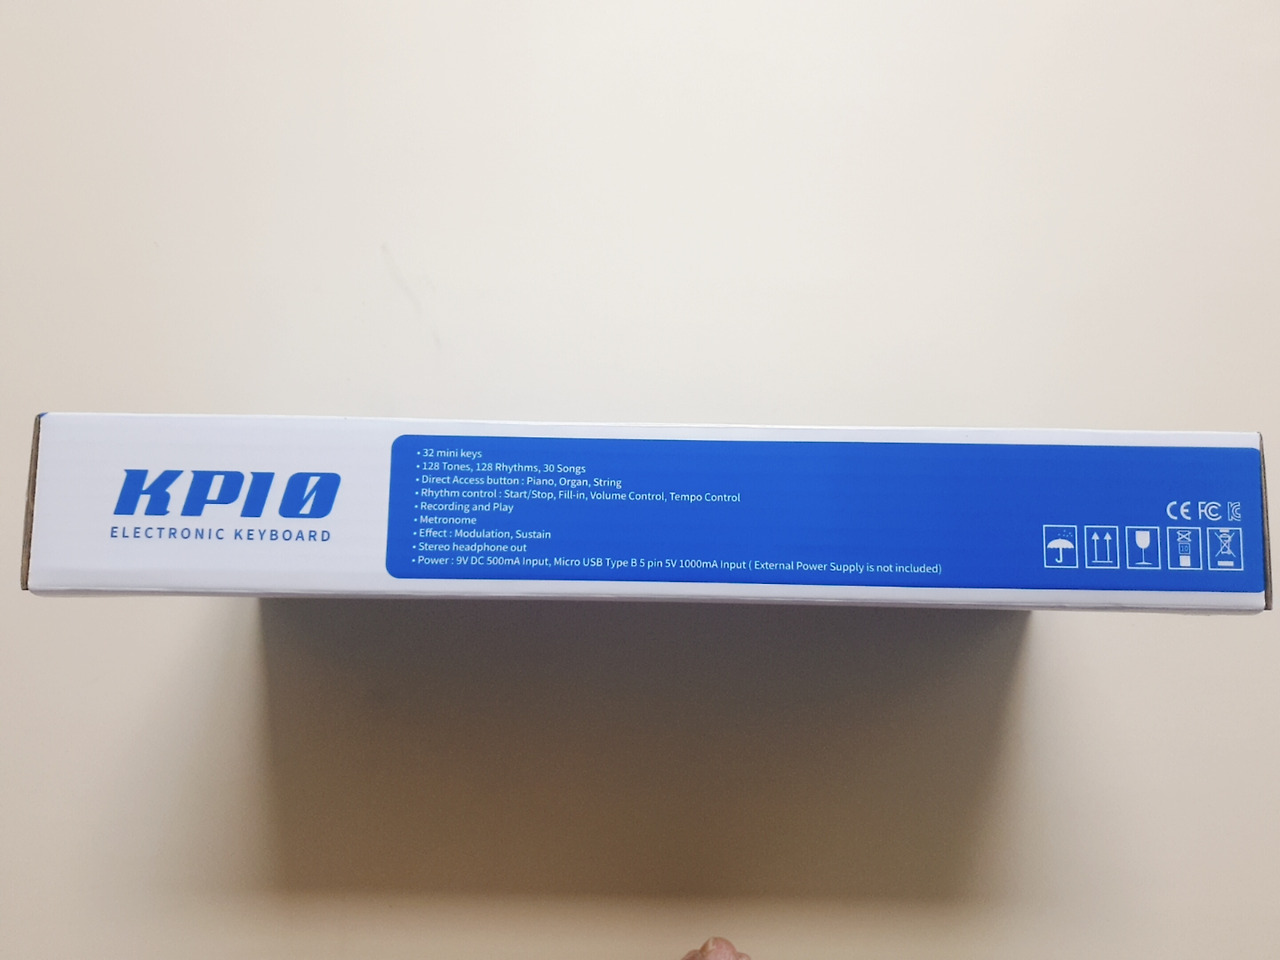 KP10
ELECTRONIC KEYBOARD
• 32 mini keys
• 128 Tones, 128 Rhythms, 30 Songs
• Direct Access button : Piano, Organ, String
• Rhythm control : Start/Stop, Fill-in, Volume Control, Tempo Control
• Recording and Play
• Metronome
• Effect : Modulation, Sustain
• Stereo headphone out
• Power : 9V DC 500mA Input, Micro USB Type B 5 pin 5V 1000mA Input ( External Power Supply is not included)
CE FC KC
10